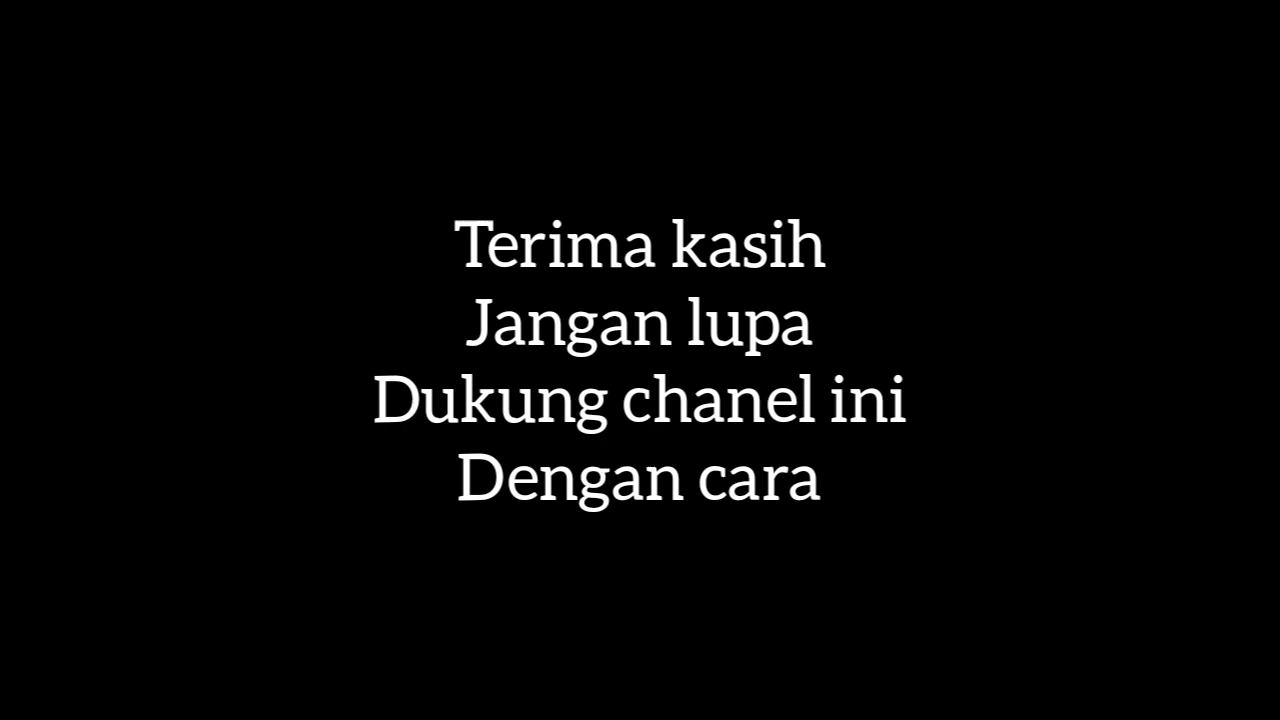 Terima kasih
Jangan lupa
Dukung chanel ini
Dengan cara